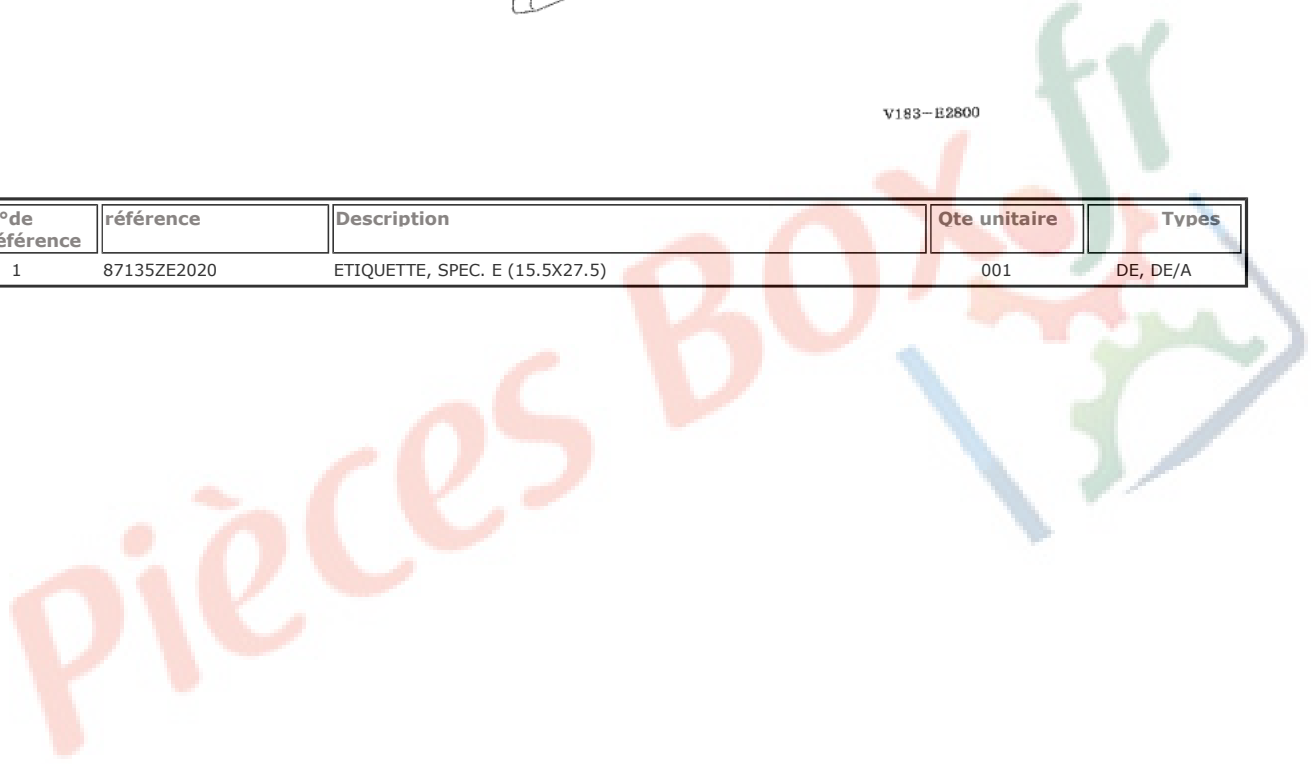 V183-E2800
°de référence Description Qte unitaire Types
éférence
1 87135ZE2020 ETIQUETTE, SPEC. E (15.5X27.5) 001 DE, DE/A
Pièces BOX.fr